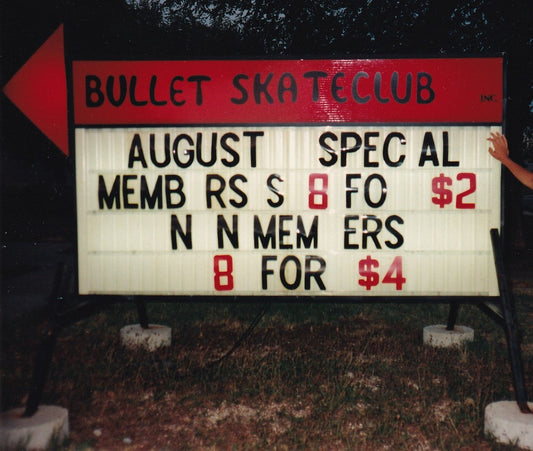 BULLET SKATECLUB INC.
AUGUST SPEC AL
MEMB RS S 8 FO $2
N N MEM ERS
8 FOR $4